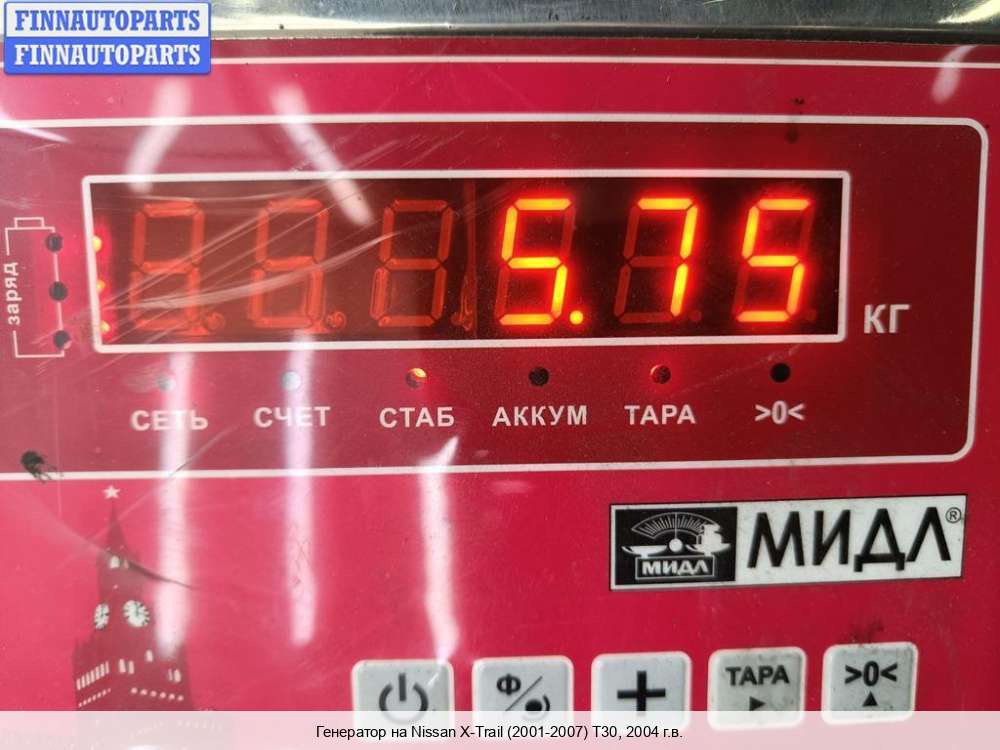 FINNAUTOPARTS
FINNAUTOPARTS
заряд
5.75
КГ
СЕТЬ СЧЕТ СТАБ АККУМ ТАРА >0<
МИДЛ
МИДЛ®
Ф
+
ТАРА
>0<
Генератор на Nissan X-Trail (2001-2007) T30, 2004 г.в.